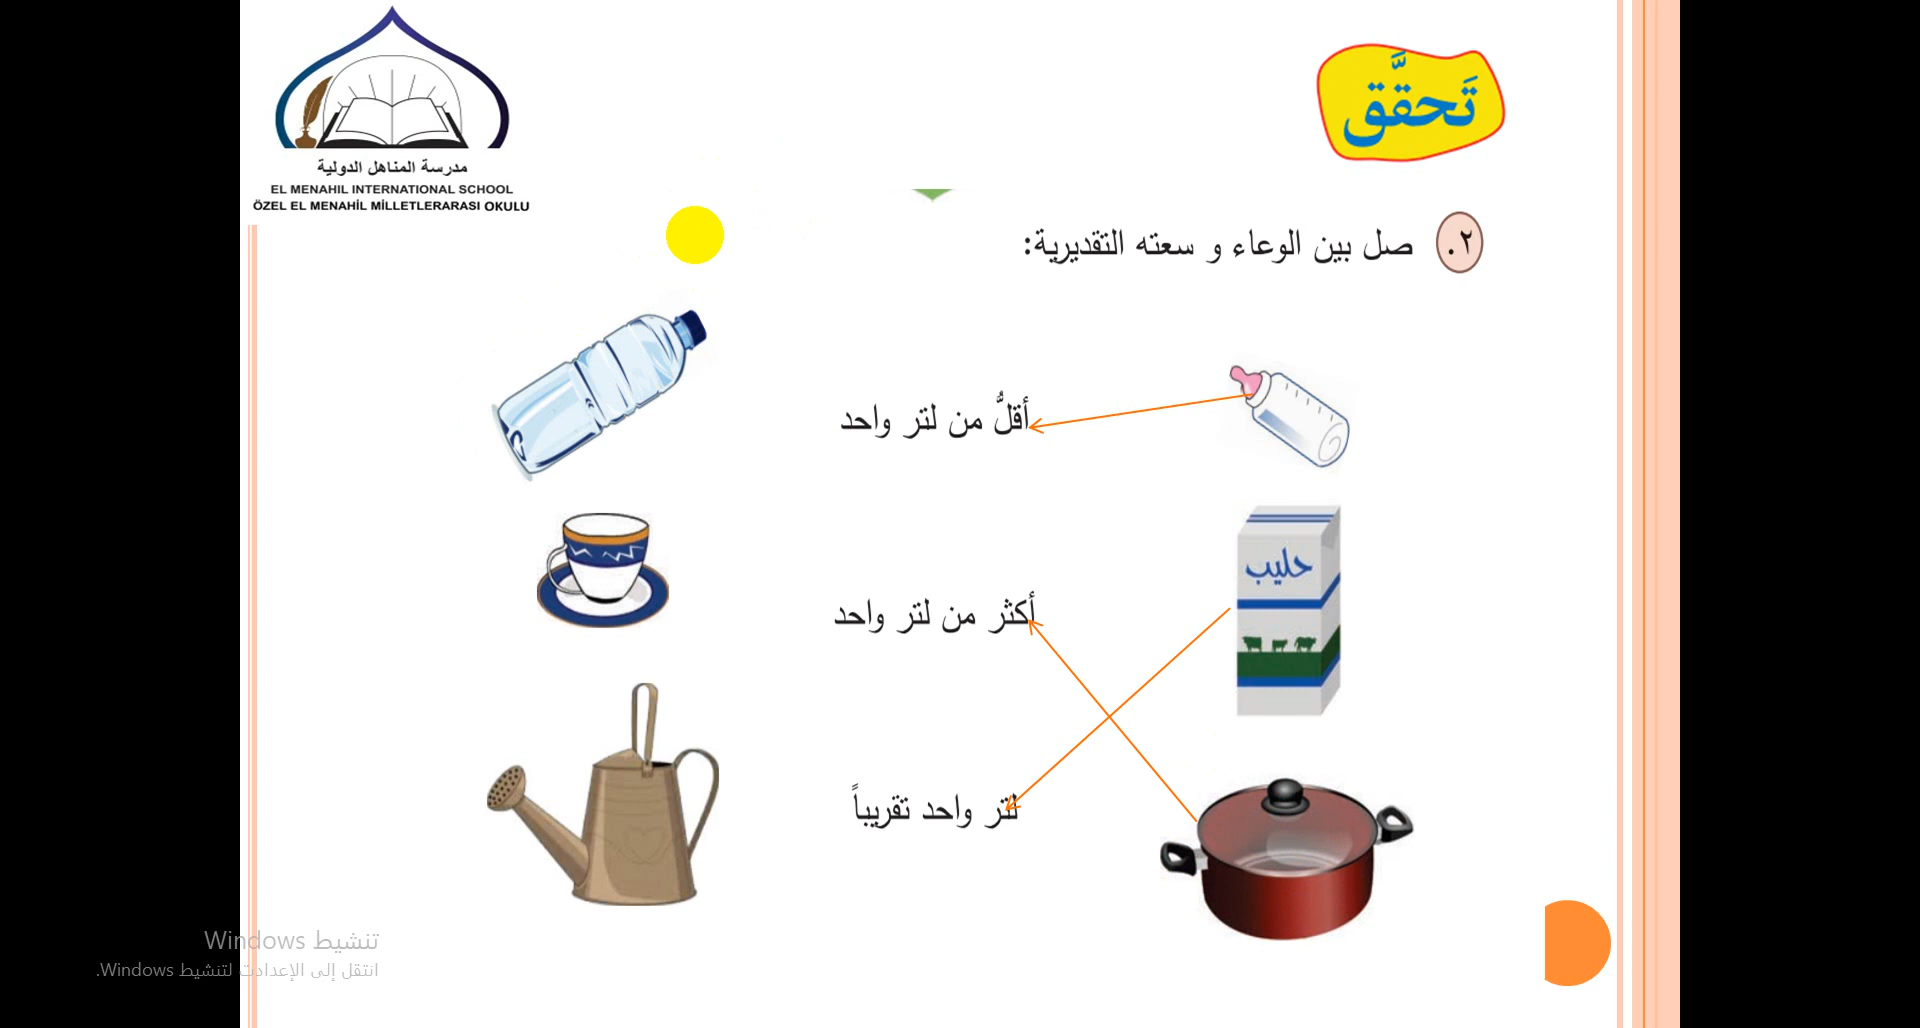 مدرسة المناهل الدولية
EL MENAHIL INTERNATIONAL SCHOOL
ÖZEL EL MENAHİL MİLLETLERARASI OKULU
تَحقَّق
٢. صل بين الوعاء و سعته التقديرية:
أقلُّ من لتر واحد
حليب
أكثر من لتر واحد
لتر واحد تقريباً
تنشيط Windows
انتقل إلى الإعدادات لتنشيط Windows.